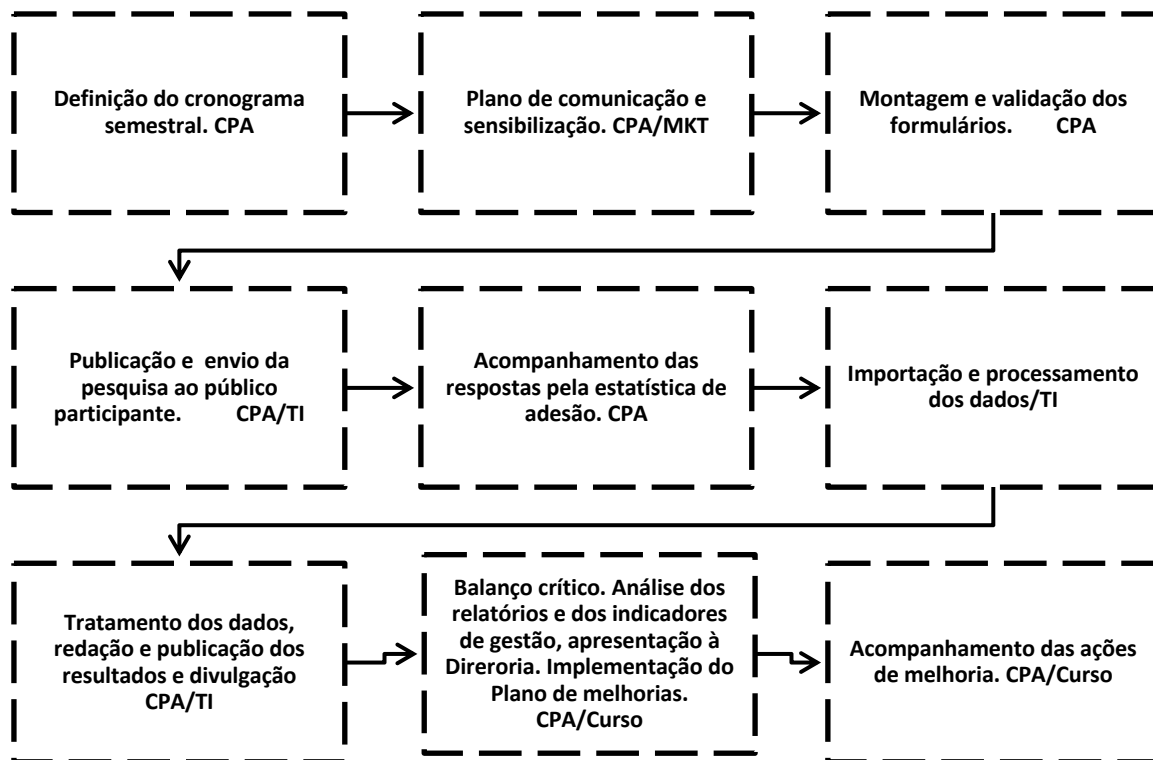 Definição do cronograma
semestral. CPA
Plano de comunicação e
sensibilização. CPA/MKT
Montagem e validação dos
formulários. CPA
Publicação e envio da
pesquisa ao público
participante. CPA/TI
Acompanhamento das
respostas pela estatística de
adesão. CPA
Importação e processamento
dos dados/TI
Tratamento dos dados,
redação e publicação dos
resultados e divulgação
CPA/TI
Balanço crítico. Análise dos
relatórios e dos indicadores
de gestão, apresentação à
Direroria. Implementação do
Plano de melhorias.
CPA/Curso
Acompanhamento das ações
de melhoria. CPA/Curso